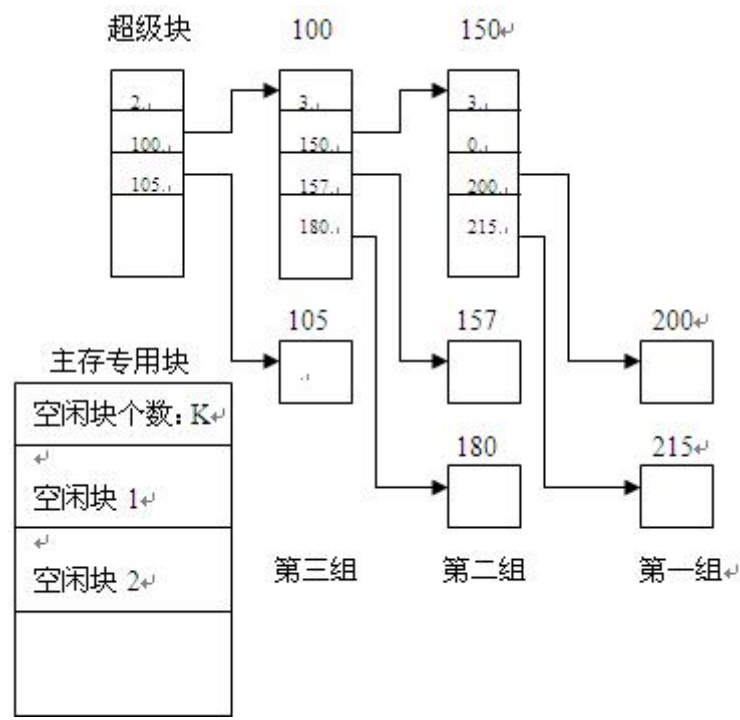 超级块 100 150
2 3 3
100 150 0
105 157 200
180 215
105 157 200
主存专用块
空闲块个数: K
180 215
空闲块 1
空闲块 2
第三组 第二组 第一组